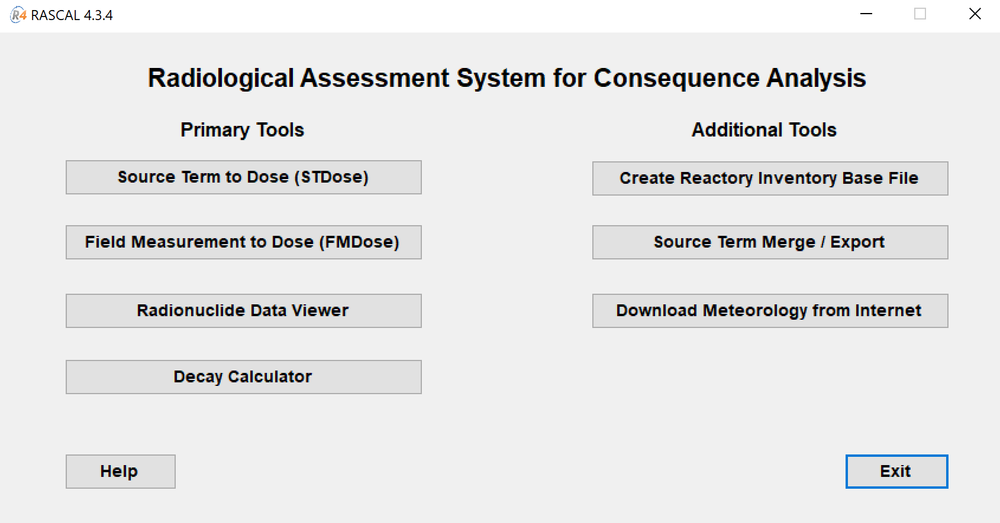 R4 RASCAL 4.3.4
Radiological Assessment System for Consequence Analysis
Primary Tools
Source Term to Dose (STDose)
Field Measurement to Dose (FMDose)
Radionuclide Data Viewer
Decay Calculator
Additional Tools
Create Reactory Inventory Base File
Source Term Merge / Export
Download Meteorology from Internet
Help
Exit